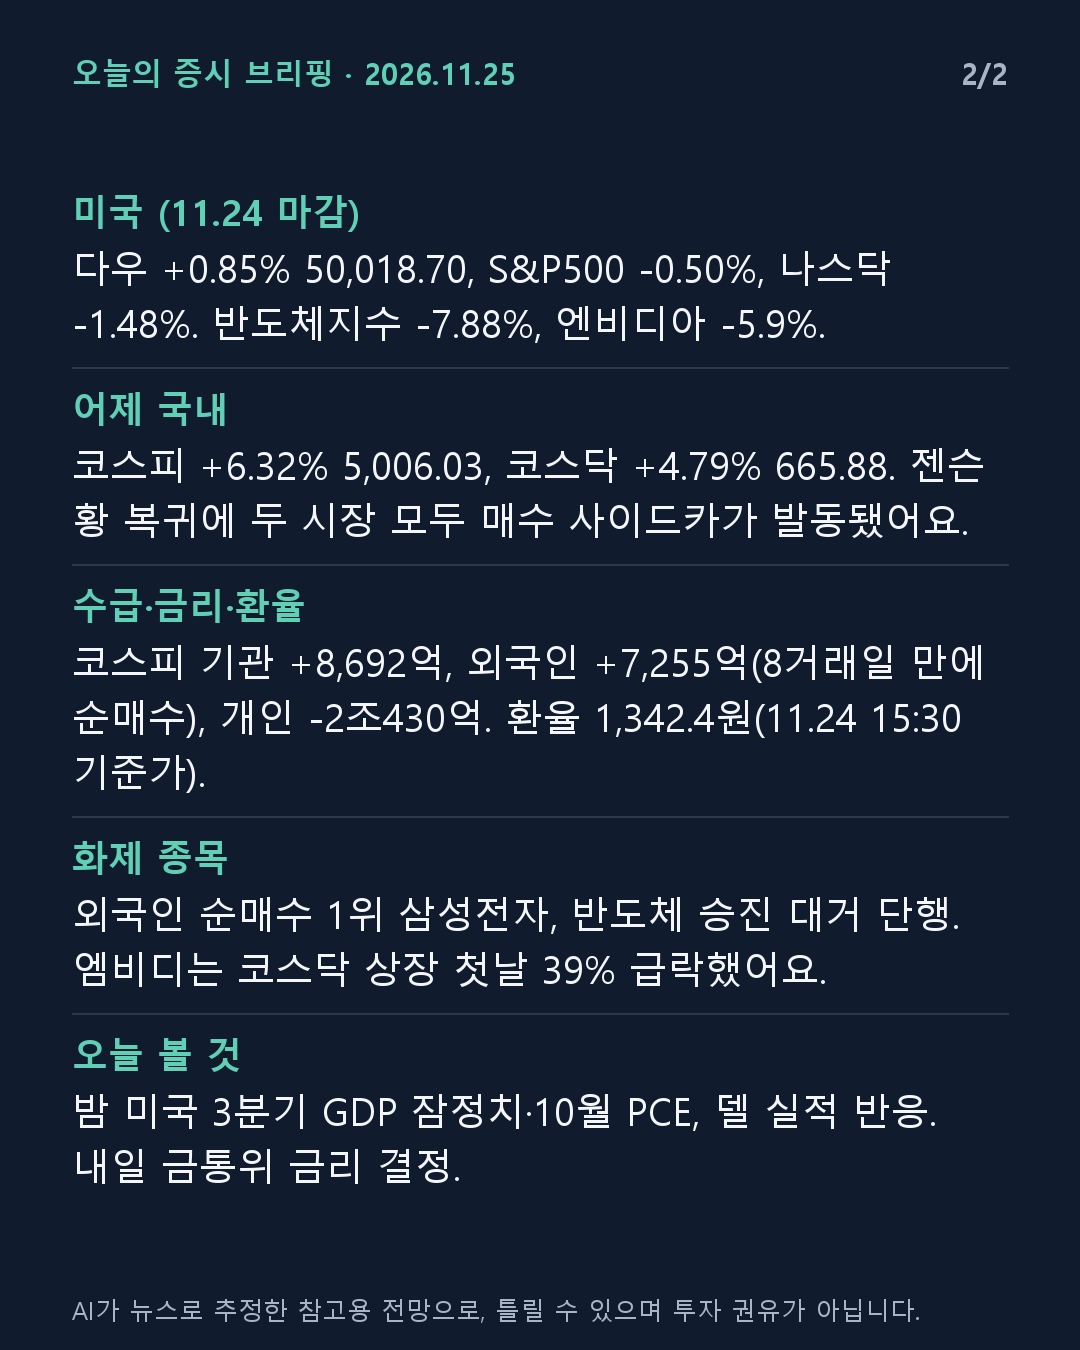 오늘의 증시 브리핑 · 2026.11.25
2/2
미국 (11.24 마감)
다우 +0.85% 50,018.70, S&P500 -0.50%, 나스닥
-1.48%. 반도체지수 -7.88%, 엔비디아 -5.9%.
어제 국내
코스피 +6.32% 5,006.03, 코스닥 +4.79% 665.88. 젠슨
황 복귀에 두 시장 모두 매수 사이드카가 발동됐어요.
수급·금리·환율
코스피 기관 +8,692억, 외국인 +7,255억(8거래일 만에
순매수), 개인 -2조430억. 환율 1,342.4원(11.24 15:30
기준가).
화제 종목
외국인 순매수 1위 삼성전자, 반도체 승진 대거 단행.
엠비디는 코스닥 상장 첫날 39% 급락했어요.
오늘 볼 것
밤 미국 3분기 GDP 잠정치·10월 PCE, 델 실적 반응.
내일 금통위 금리 결정.
AI가 뉴스로 추정한 참고용 전망으로, 틀릴 수 있으며 투자 권유가 아닙니다.